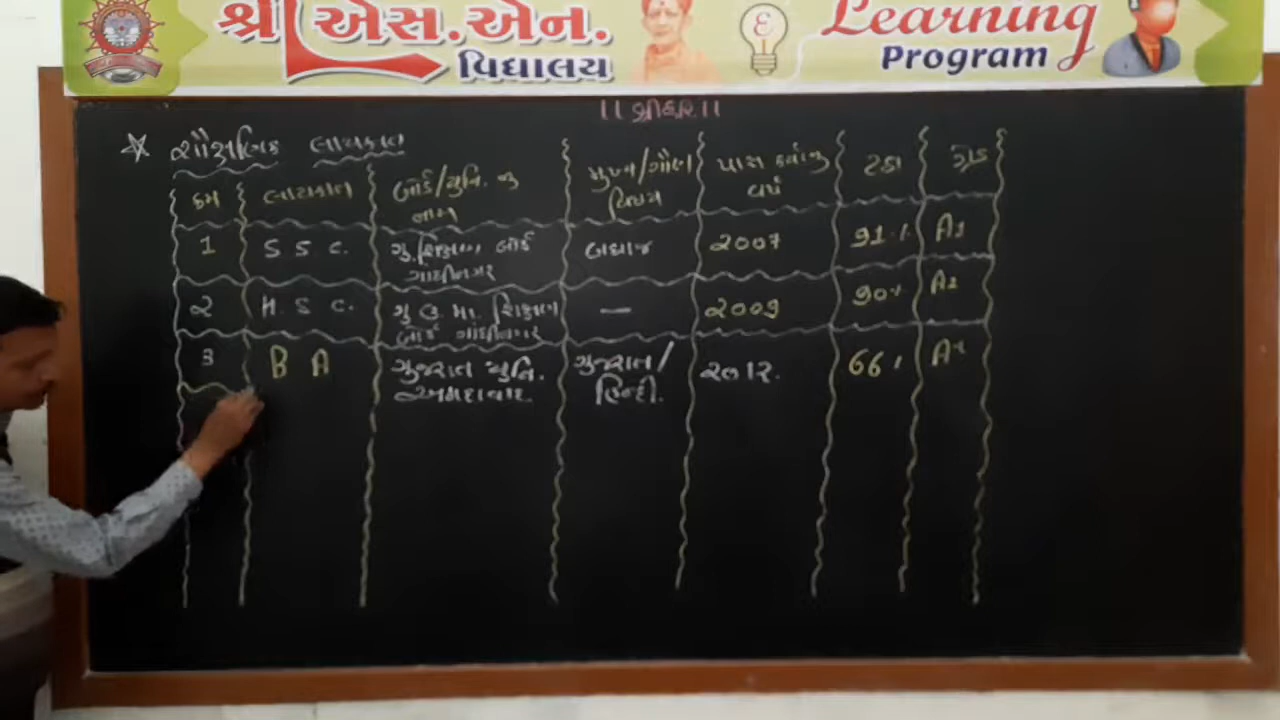 શ્રી એસ.એન. Learning
વિદ્યાલય Program
।। શ્રીહરિ ।।
☆ શૈક્ષણિક લાયકાત
ક્રમ લાયકાત બોર્ડ/યુનિ. નું નામ મુખ્ય/ગૌણ વિષય પાસ કર્યાનું વર્ષ ટકા ગ્રેડ
1 S S C. ગુ. શિક્ષણ બોર્ડ ગાંધીનગર બધાજ 2007 91% A1
2 H. S C. ગુ ઉ. મા. શિક્ષણ બોર્ડ ગાંધીનગર — 2009 90% A2
3 B A ગુજરાત યુનિ. અમદાવાદ. ગુજરાત/ હિન્દી. ૨૦૧૨. 66%